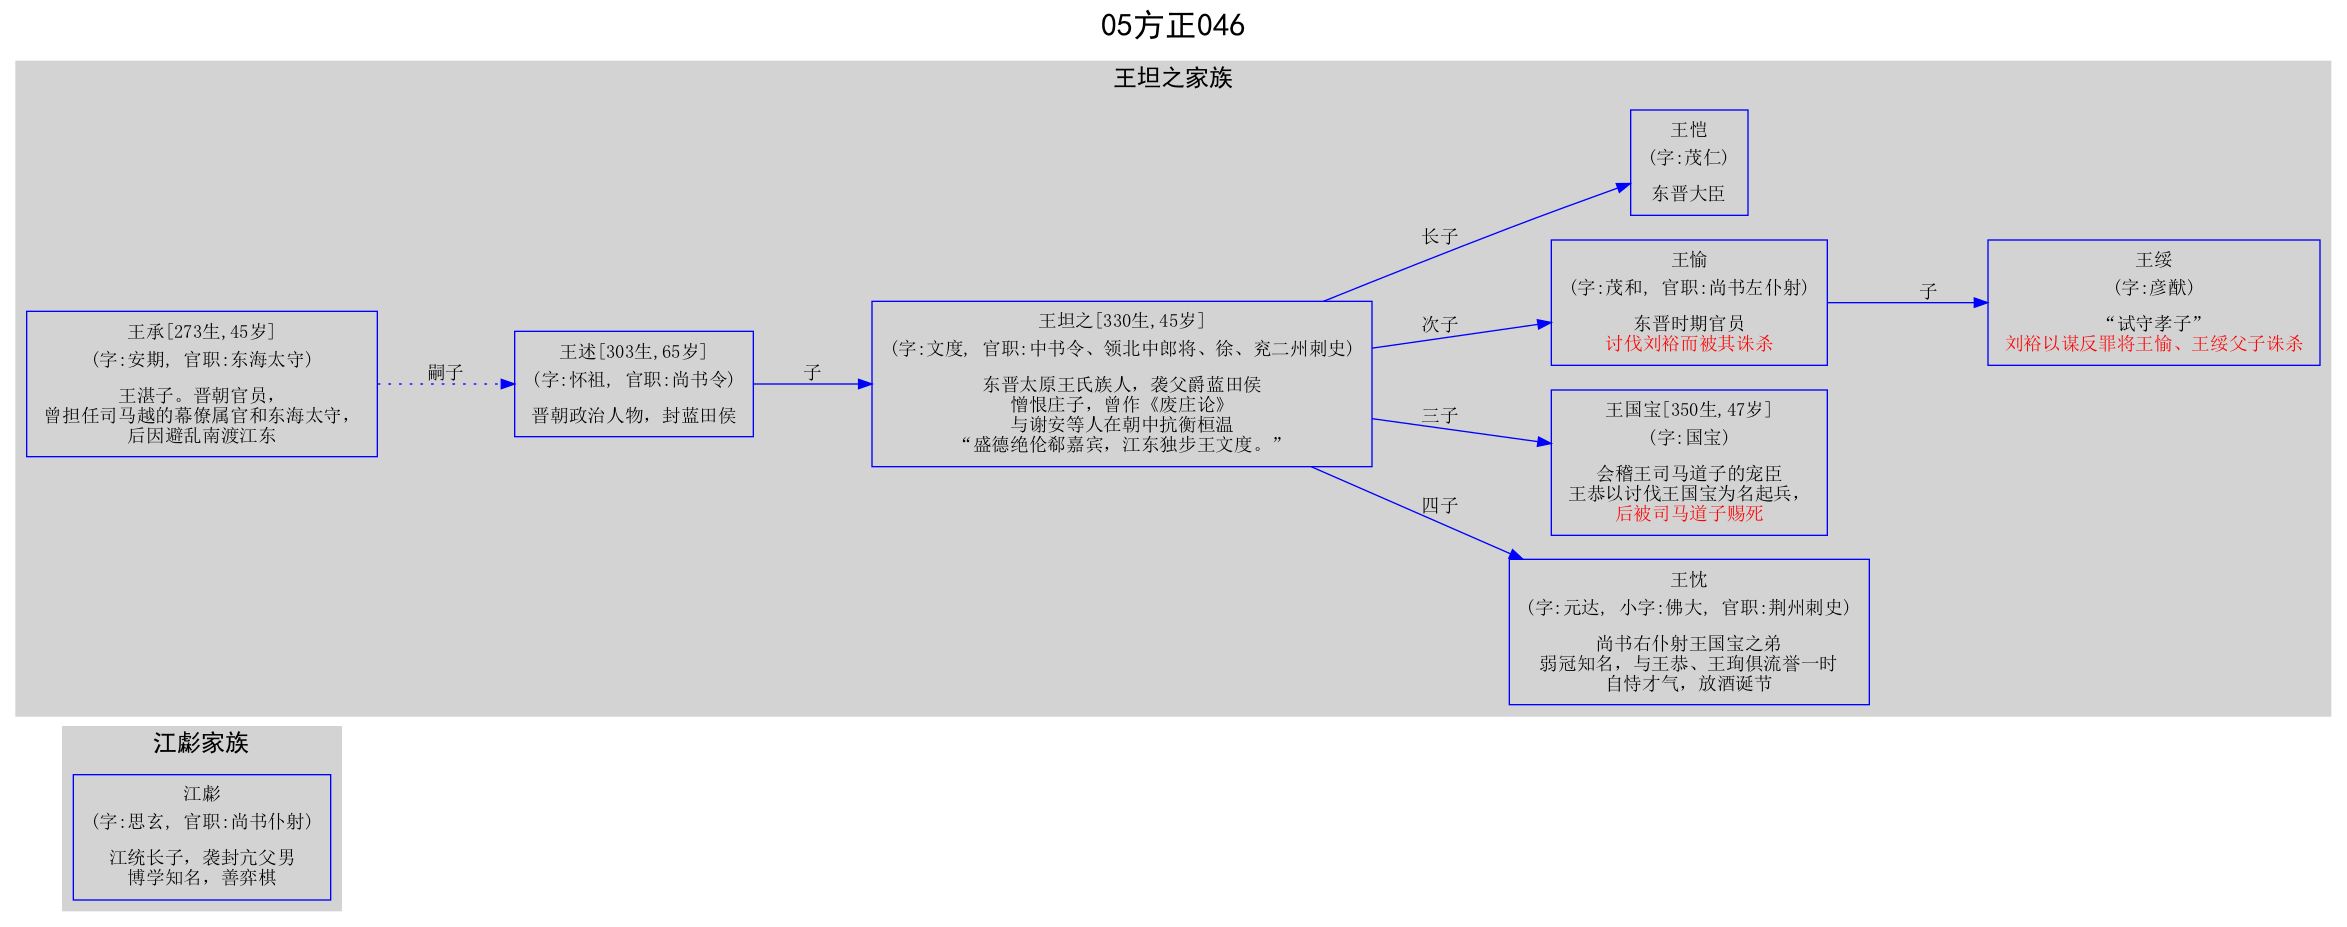 05方正046
王坦之家族
王承[273生,45岁]
(字:安期, 官职:东海太守)
王湛子。晋朝官员，
曾担任司马越的幕僚属官和东海太守，
后因避乱南渡江东
嗣子
王述[303生,65岁]
(字:怀祖, 官职:尚书令)
晋朝政治人物，封蓝田侯
子
王坦之[330生,45岁]
(字:文度, 官职:中书令、领北中郎将、徐、兖二州刺史)
东晋太原王氏族人，袭父爵蓝田侯
憎恨庄子，曾作《废庄论》
与谢安等人在朝中抗衡桓温
“盛德绝伦郗嘉宾，江东独步王文度。”
长子
王恺
(字:茂仁)
东晋大臣
次子
王愉
(字:茂和, 官职:尚书左仆射)
东晋时期官员
讨伐刘裕而被其诛杀
子
王绥
(字:彦猷)
“试守孝子”
刘裕以谋反罪将王愉、王绥父子诛杀
三子
王国宝[350生,47岁]
(字:国宝)
会稽王司马道子的宠臣
王恭以讨伐王国宝为名起兵，
后被司马道子赐死
四子
王忱
(字:元达, 小字:佛大, 官职:荆州刺史)
尚书右仆射王国宝之弟
弱冠知名，与王恭、王珣俱流誉一时
自恃才气，放酒诞节
江虨家族
江虨
(字:思玄, 官职:尚书仆射)
江统长子，袭封亢父男
博学知名，善弈棋